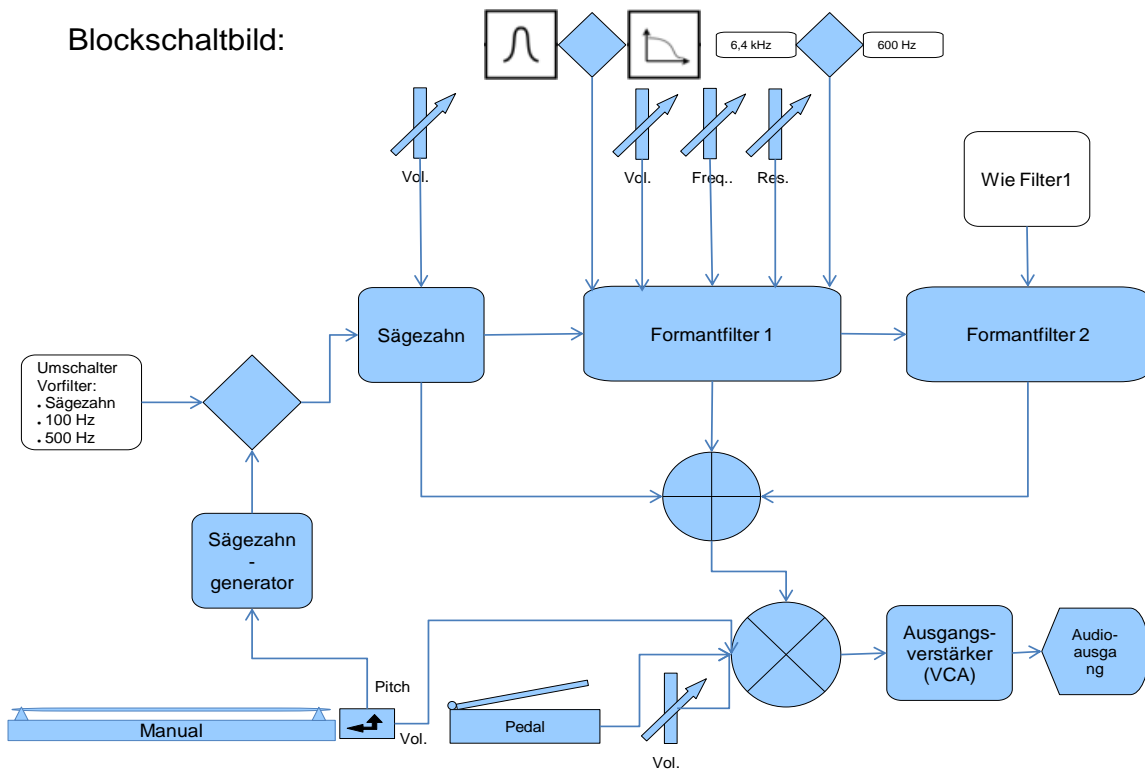 Blockschaltbild:
6,4 kHz
600 Hz
Vol.
Vol.
Freq..
Res.
Wie Filter1
Sägezahn
Formantfilter 1
Formantfilter 2
Umschalter
Vorfilter:
• Sägezahn
• 100 Hz
• 500 Hz
Sägezahn
-
generator
Ausgangs-
verstärker
(VCA)
Audio-
ausga
ng
Pitch
Manual
Vol.
Pedal
Vol.